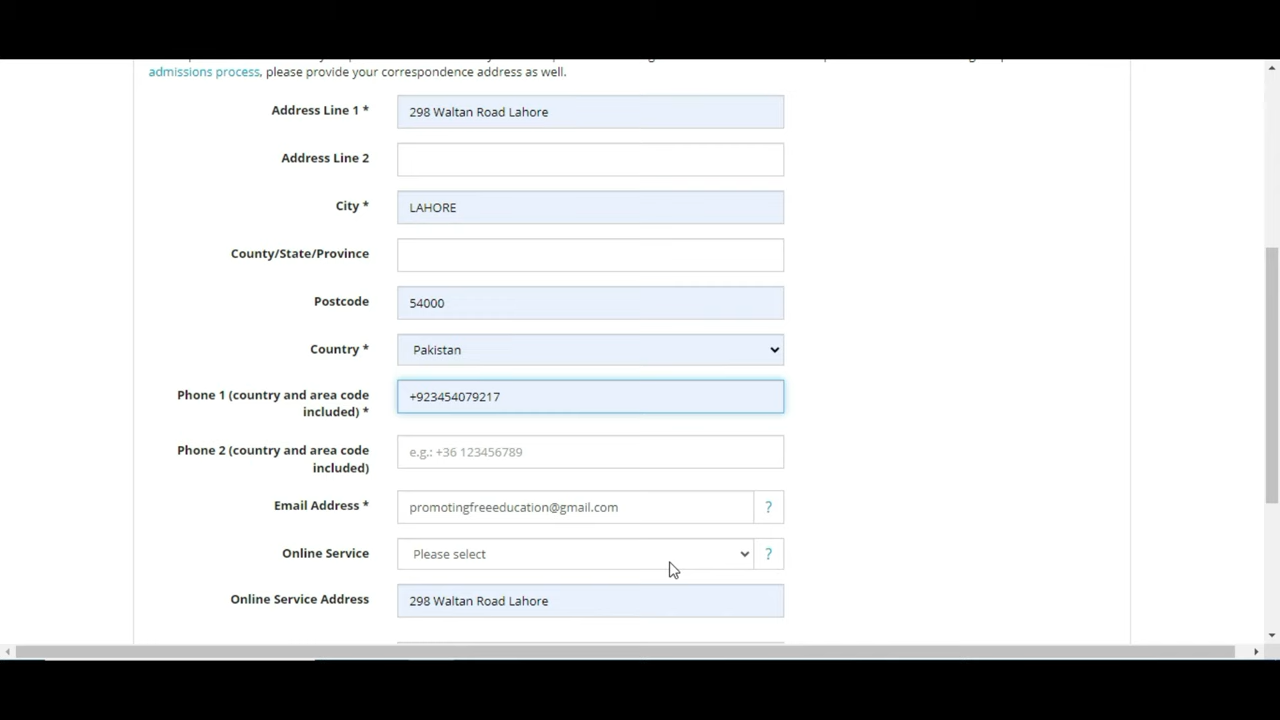 admissions process, please provide your correspondence address as well.
Address Line 1 *
298 Waltan Road Lahore
Address Line 2
City *
LAHORE
County/State/Province
Postcode
54000
Country *
Pakistan
Phone 1 (country and area code
included) *
+923454079217
Phone 2 (country and area code
included)
e.g.: +36 123456789
Email Address *
promotingfreeeducation@gmail.com
?
Online Service
Please select
?
Online Service Address
298 Waltan Road Lahore